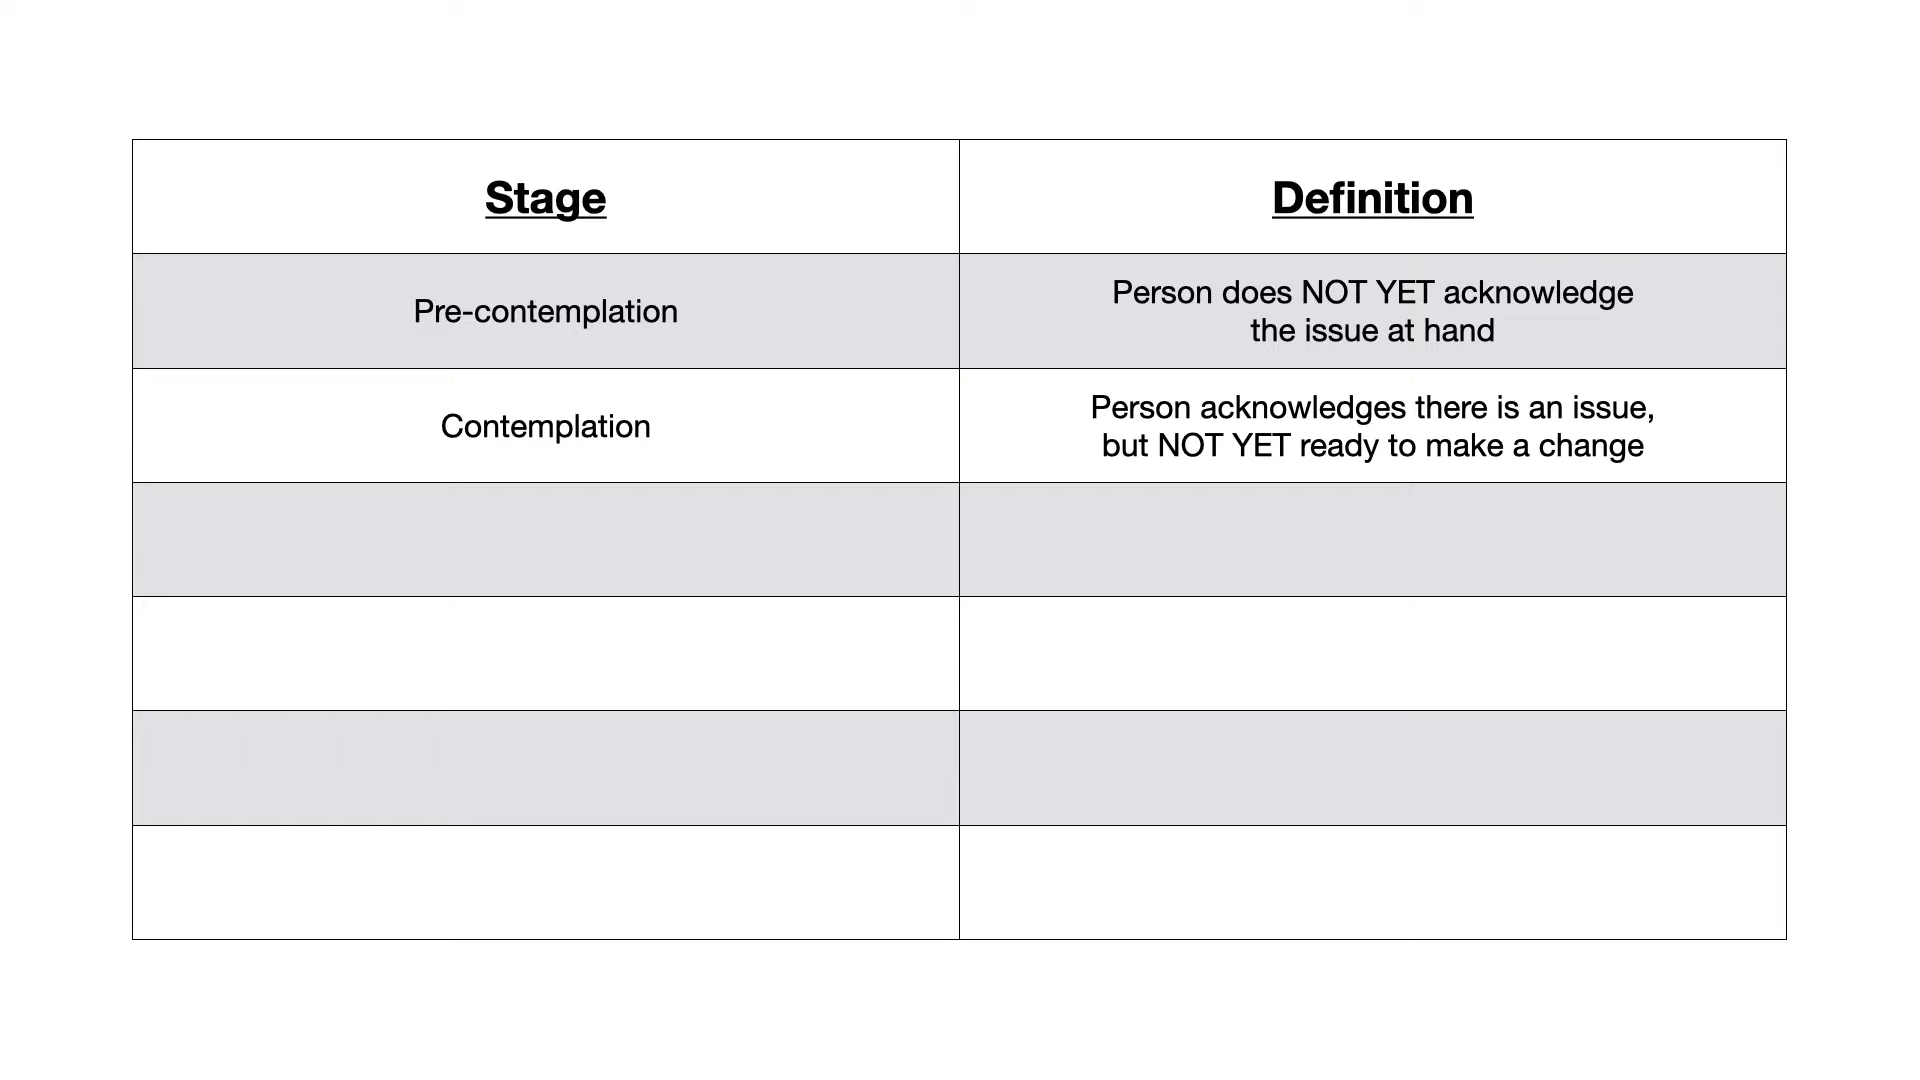 Stage
Definition
Pre-contemplation
Person does NOT YET acknowledge
the issue at hand
Contemplation
Person acknowledges there is an issue,
but NOT YET ready to make a change